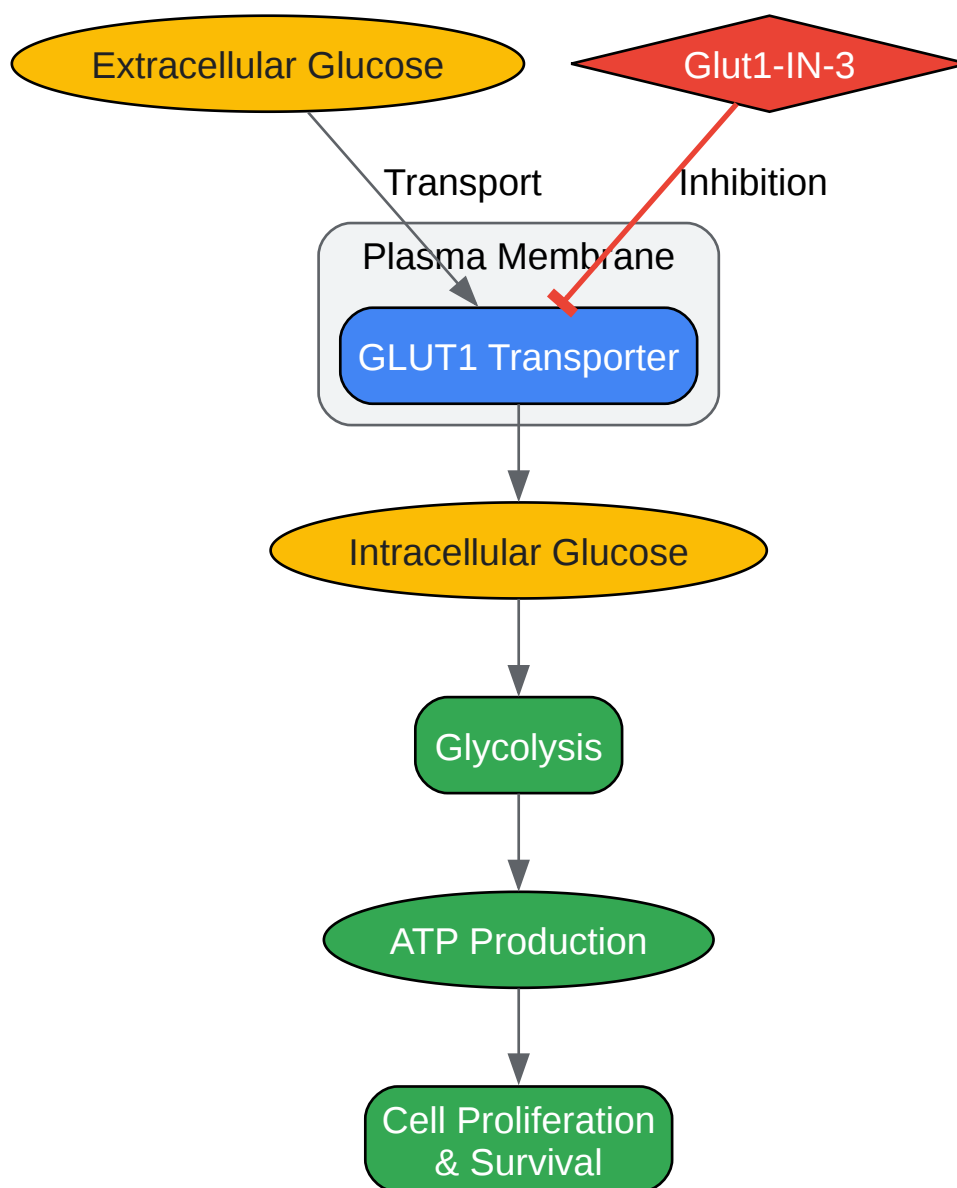 Extracellular Glucose
Glut1-IN-3
Transport
Inhibition
Plasma Membrane
GLUT1 Transporter
Intracellular Glucose
Glycolysis
ATP Production
Cell Proliferation
& Survival